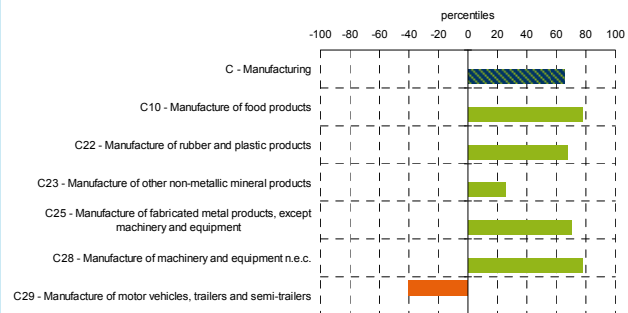 percentiles
-100 -80 -60 -40 -20 0 20 40 60 80 100
C - Manufacturing
C10 - Manufacture of food products
C22 - Manufacture of rubber and plastic products
C23 - Manufacture of other non-metallic mineral products
C25 - Manufacture of fabricated metal products, except
machinery and equipment
C28 - Manufacture of machinery and equipment n.e.c.
C29 - Manufacture of motor vehicles, trailers and semi-trailers